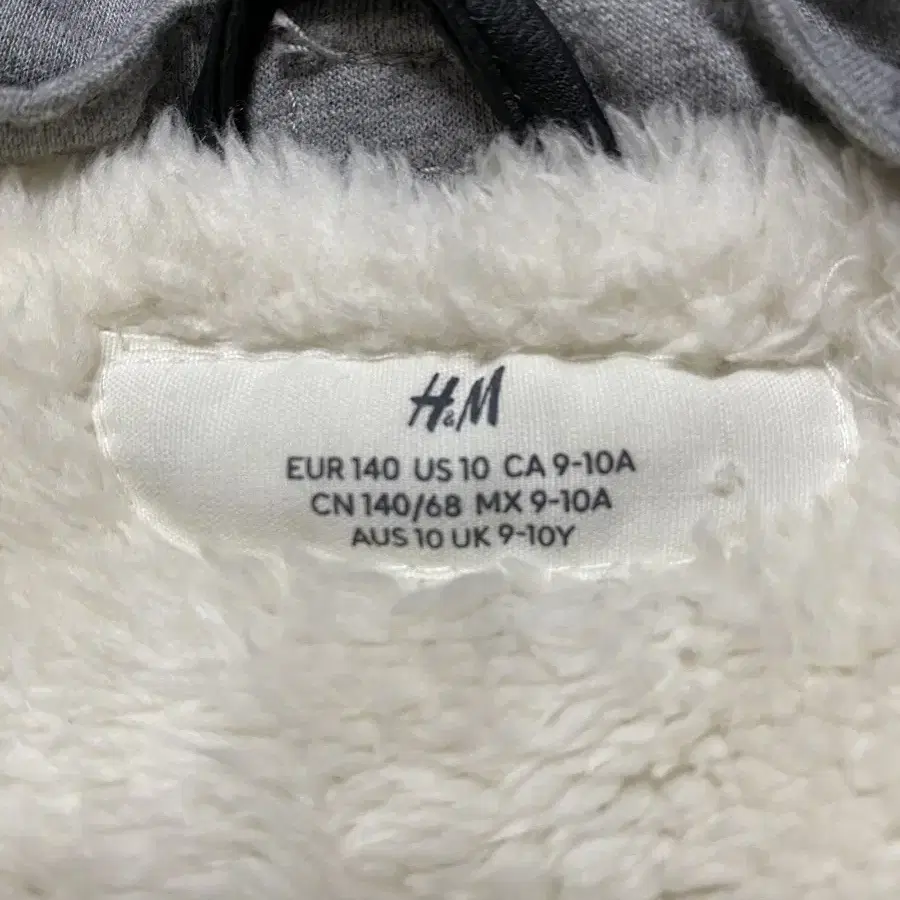 H&M
EUR 140 US 10 CA 9-10A
CN 140/68 MX 9-10A
AUS 10 UK 9-10Y